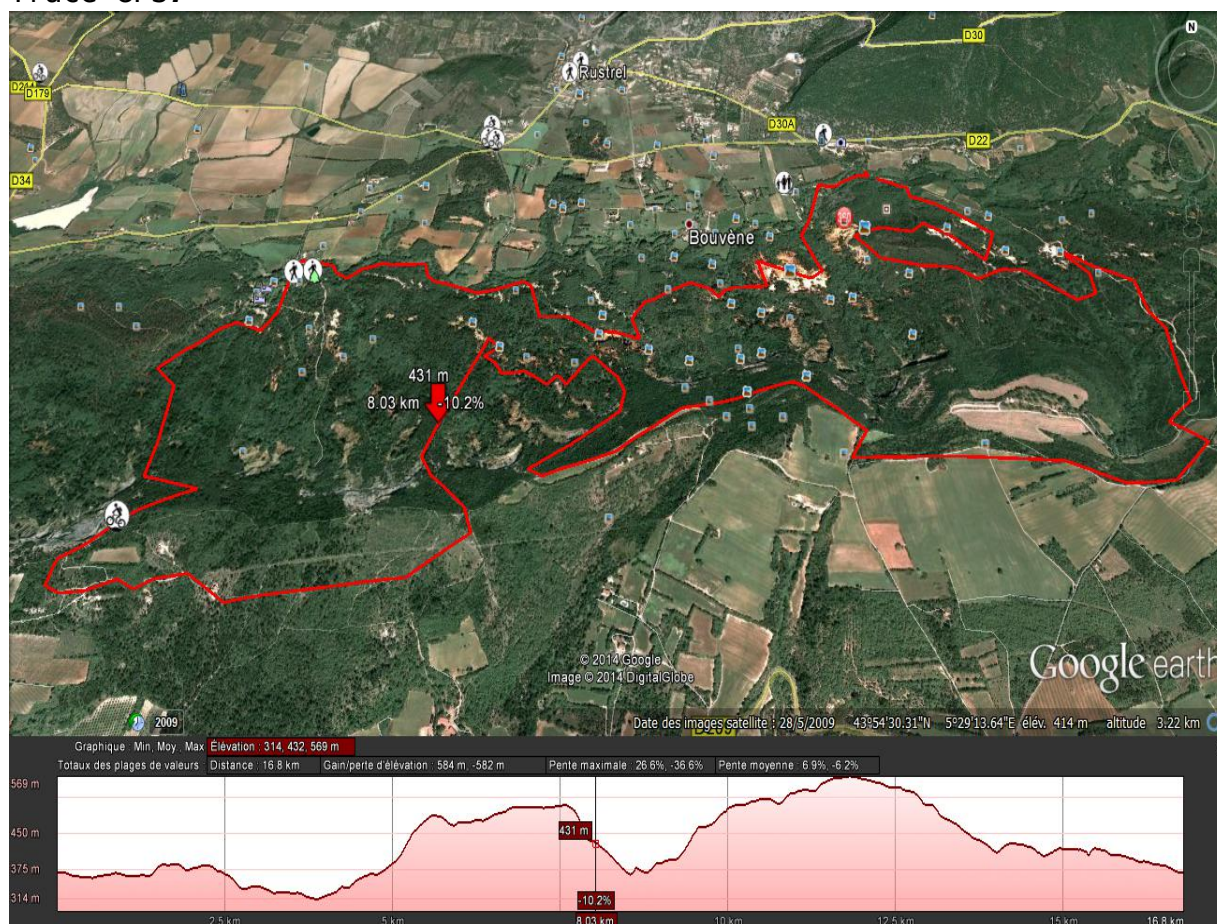 Trace GPS.
N
D30
Rustrel
D179
D30A
D22
D34
Bouvène
431 m
8.03 km -10.2%
© 2014 Google
Image © 2014 DigitalGlobe
Google earth
2009
Date des images satellite : 28/5/2009 43°54'30.31"N 5°29'13.64"E élév. 414 m altitude 3.22 km
Graphique : Min, Moy, Max Élévation : 314, 432, 569 m
Totaux des plages de valeurs Distance : 16.8 km Gain/perte d'élévation : 584 m, -582 m Pente maximale : 26.6%, -36.6% Pente moyenne : 6.9%, -6.2%
569 m
431 m
450 m
375 m
314 m
-10.2%
2.5 km 5 km 8.03 km 10 km 12.5 km 15 km 16.8 km